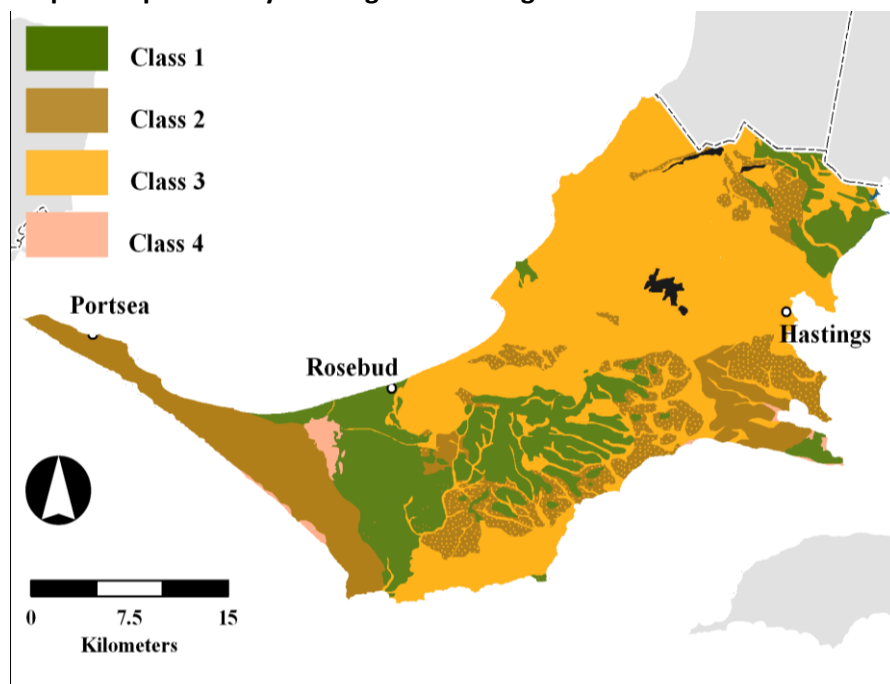 Class 1
Class 2
Class 3
Class 4
Portsea
Hastings
Rosebud
0 7.5 15
Kilometers